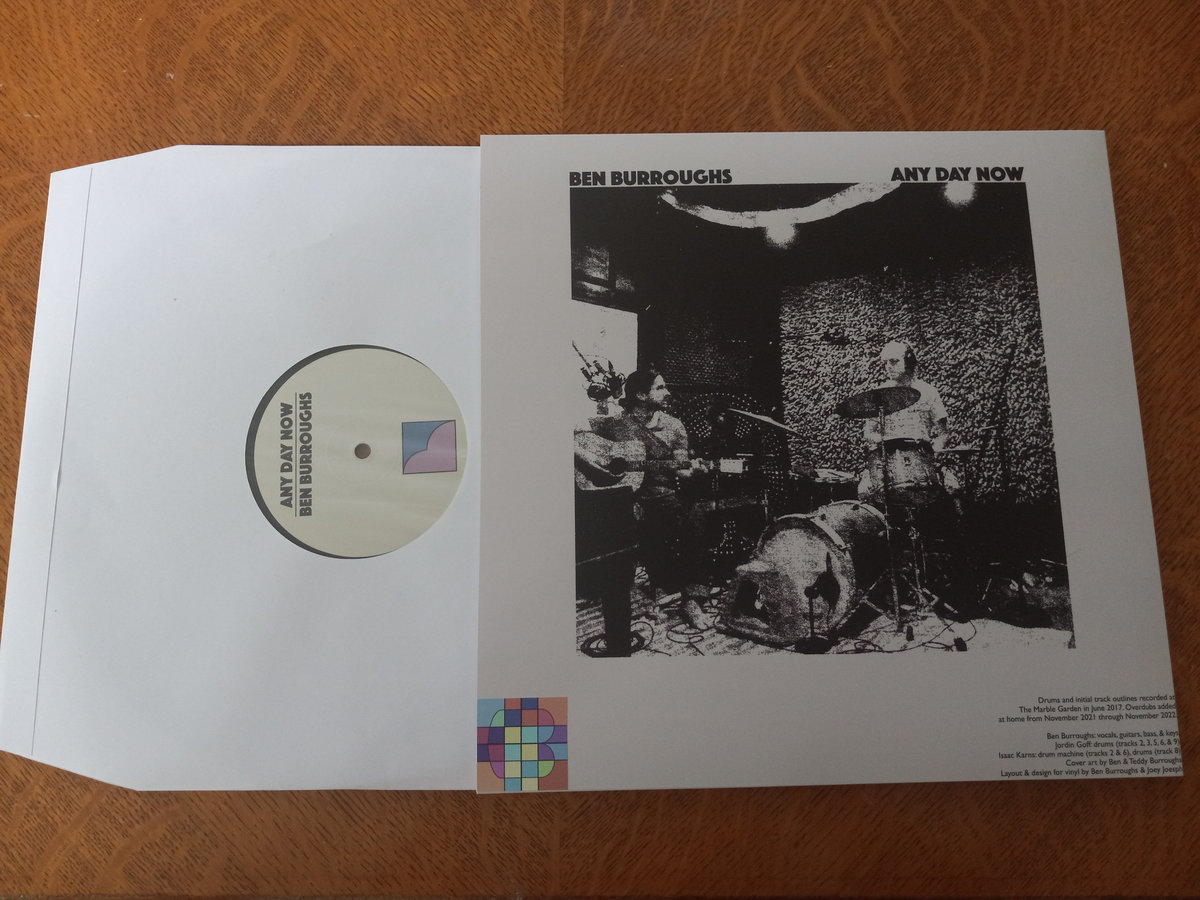 BEN BURROUGHS
ANY DAY NOW
ANY DAY NOW
BEN BURROUGHS
Drums and initial track outlines recorded at
The Marble Garden in June 2017. Overdubs added
at home from November 2021 through November 2022.
Ben Burroughs: vocals, guitars, bass, & keys
Jordin Goff: drums (tracks 2, 3, 5, 6, & 9)
Isaac Karns: drum machine (tracks 2 & 6), drums (track 8)
Cover art by Ben & Teddy Burroughs
Layout & design for vinyl by Ben Burroughs & Joey Joesph